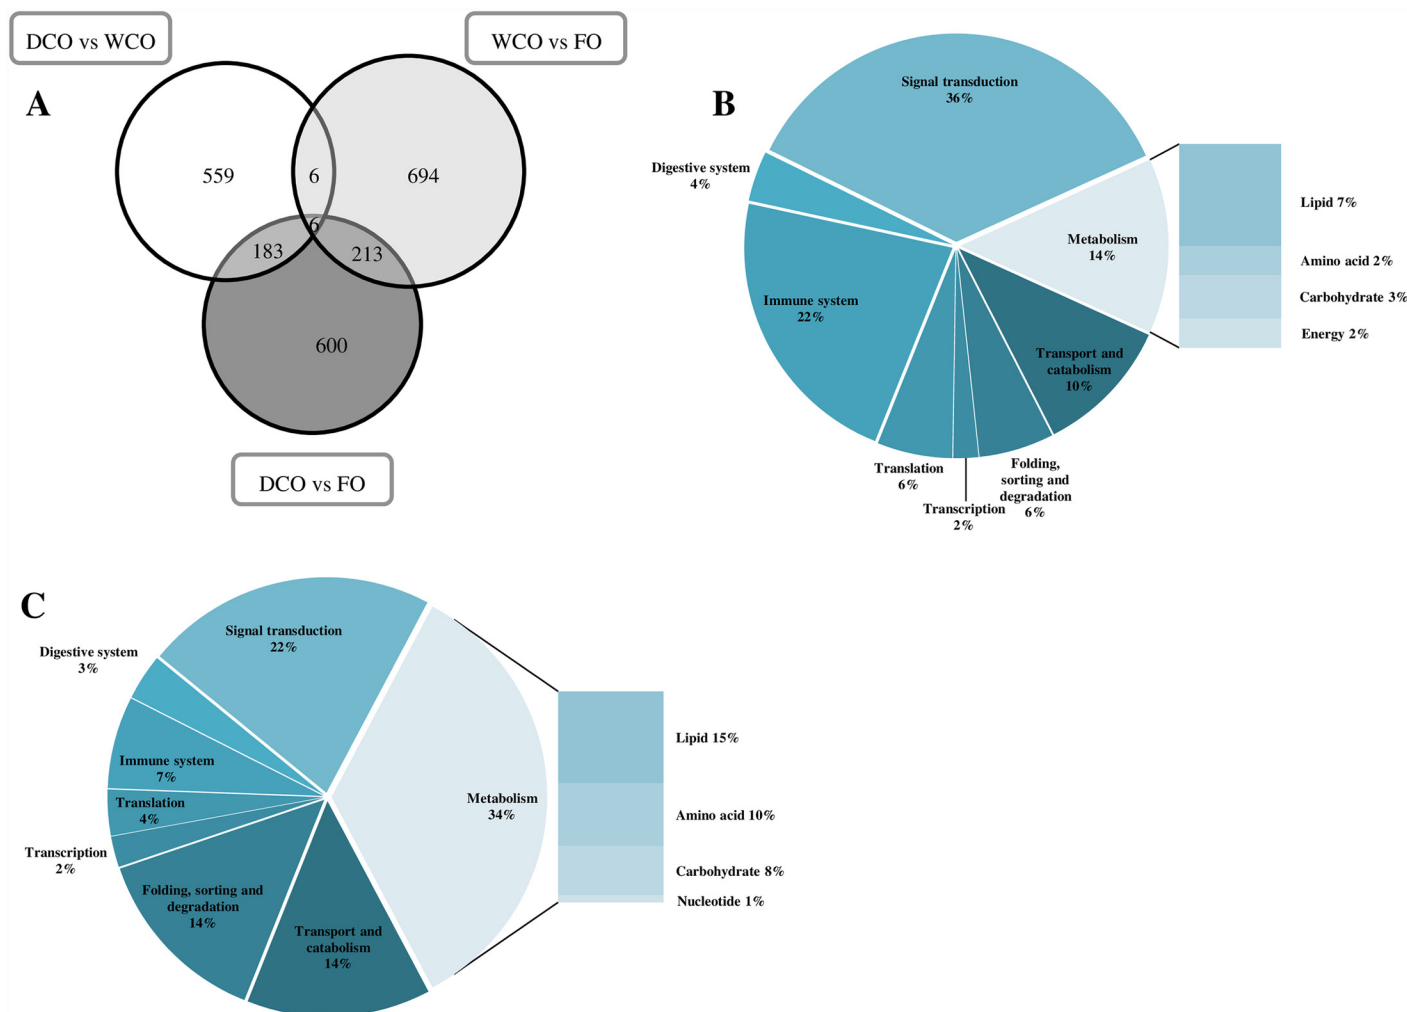 DCO vs WCO
WCO vs FO
A
559
6
694
6
183
213
600
DCO vs FO
B
Signal transduction
36%
Digestive system
4%
Metabolism
14%
Immune system
22%
Transport and
catabolism
10%
Translation
6%
Transcription
2%
Folding,
sorting and
degradation
6%
Lipid 7%
Amino acid 2%
Carbohydrate 3%
Energy 2%
C
Signal transduction
22%
Digestive system
3%
Immune system
7%
Translation
4%
Transcription
2%
Folding, sorting and
degradation
14%
Transport and
catabolism
14%
Metabolism
34%
Lipid 15%
Amino acid 10%
Carbohydrate 8%
Nucleotide 1%